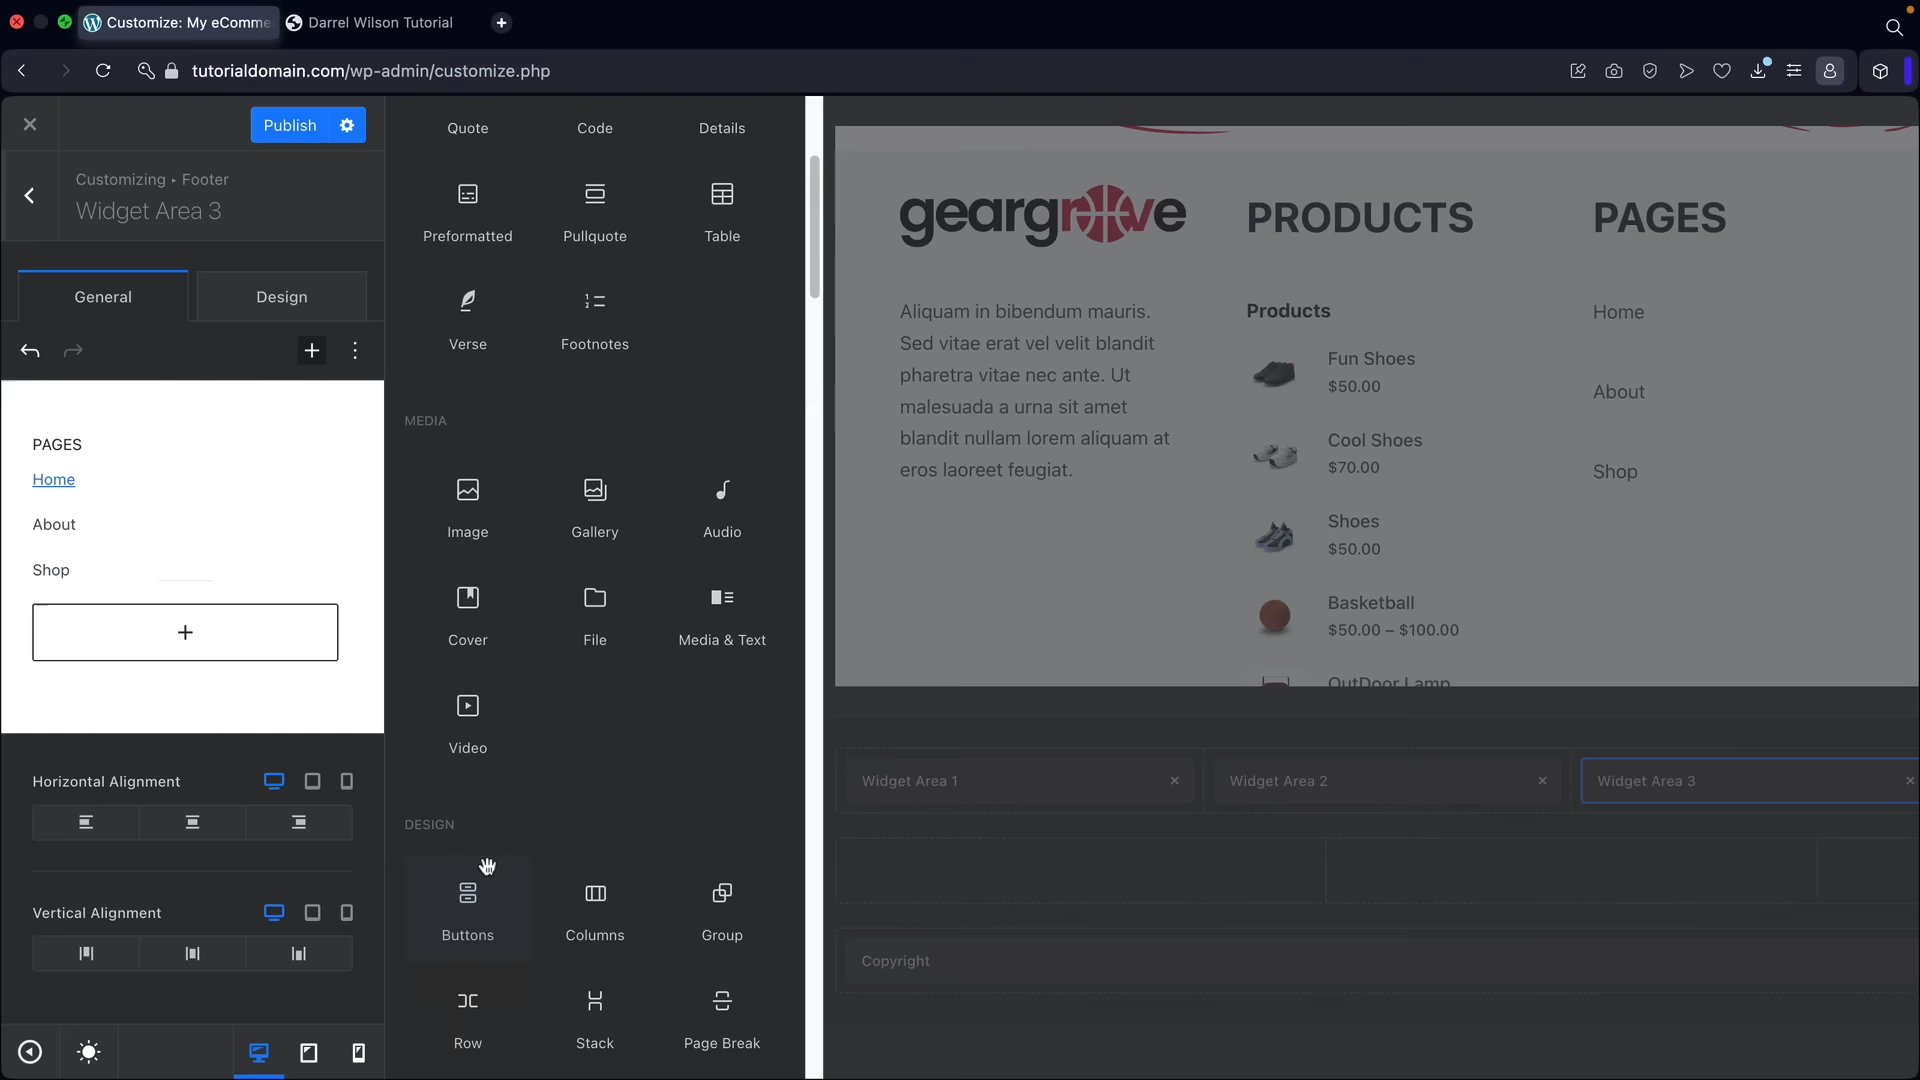 Customize: My eComme
Darrel Wilson Tutorial
tutorialdomain.com/wp-admin/customize.php
Publish
Customizing ▸ Footer
Widget Area 3
General
Design
PAGES
Home
About
Shop
Horizontal Alignment
Vertical Alignment
Quote
Code
Details
Preformatted
Pullquote
Table
Verse
Footnotes
MEDIA
Image
Gallery
Audio
Cover
File
Media & Text
Video
DESIGN
Buttons
Columns
Group
Row
Stack
Page Break
geargroove
Aliquam in bibendum mauris.
Sed vitae erat vel velit blandit
pharetra vitae nec ante. Ut
malesuada a urna sit amet
blandit nullam lorem aliquam at
eros laoreet feugiat.
PRODUCTS
Products
Fun Shoes
$50.00
Cool Shoes
$70.00
Shoes
$50.00
Basketball
$50.00 – $100.00
OutDoor Lamp
PAGES
Home
About
Shop
Widget Area 1
Widget Area 2
Widget Area 3
Copyright